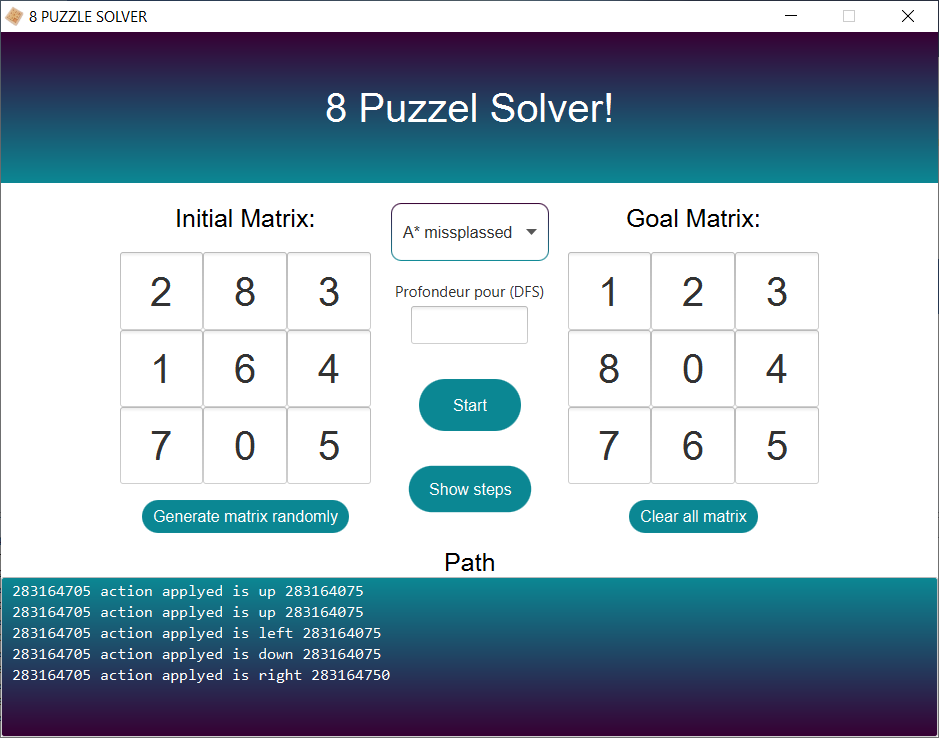 8 PUZZLE SOLVER
8 Puzzel Solver!
Initial Matrix:
2 8 3
1 6 4
7 0 5
Generate matrix randomly
A* missplassed
Profondeur pour (DFS)
Start
Show steps
Goal Matrix:
1 2 3
8 0 4
7 6 5
Clear all matrix
Path
283164705 action applyed is up 283164075
283164705 action applyed is up 283164075
283164705 action applyed is left 283164075
283164705 action applyed is down 283164075
283164705 action applyed is right 283164750